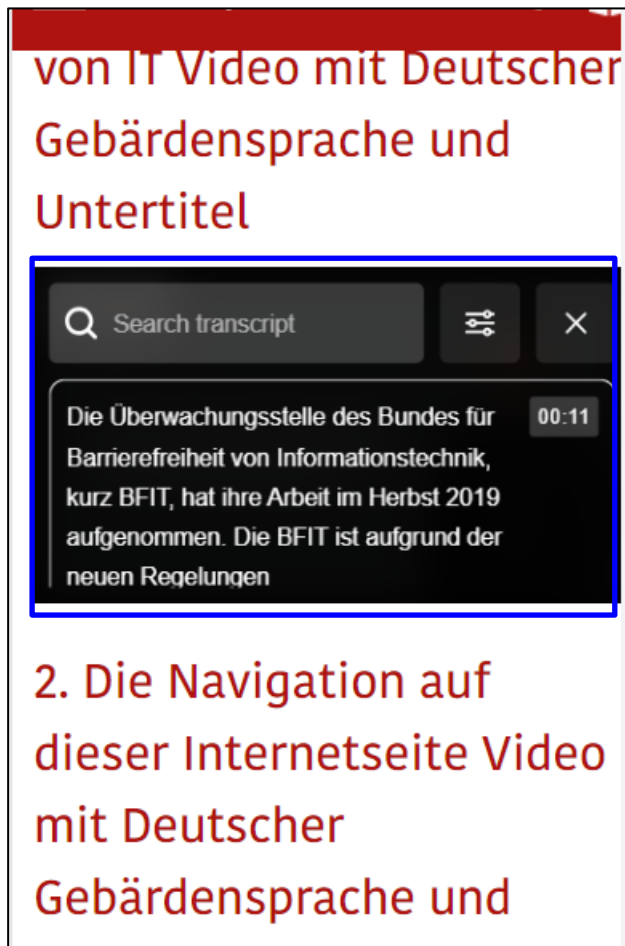 von IT Video mit Deutscher
Gebärdensprache und
Untertitel
Search transcript
Die Überwachungsstelle des Bundes für
00:11
Barrierefreiheit von Informationstechnik,
kurz BFIT, hat ihre Arbeit im Herbst 2019
aufgenommen. Die BFIT ist aufgrund der
neuen Regelungen
2. Die Navigation auf
dieser Internetseite Video
mit Deutscher
Gebärdensprache und